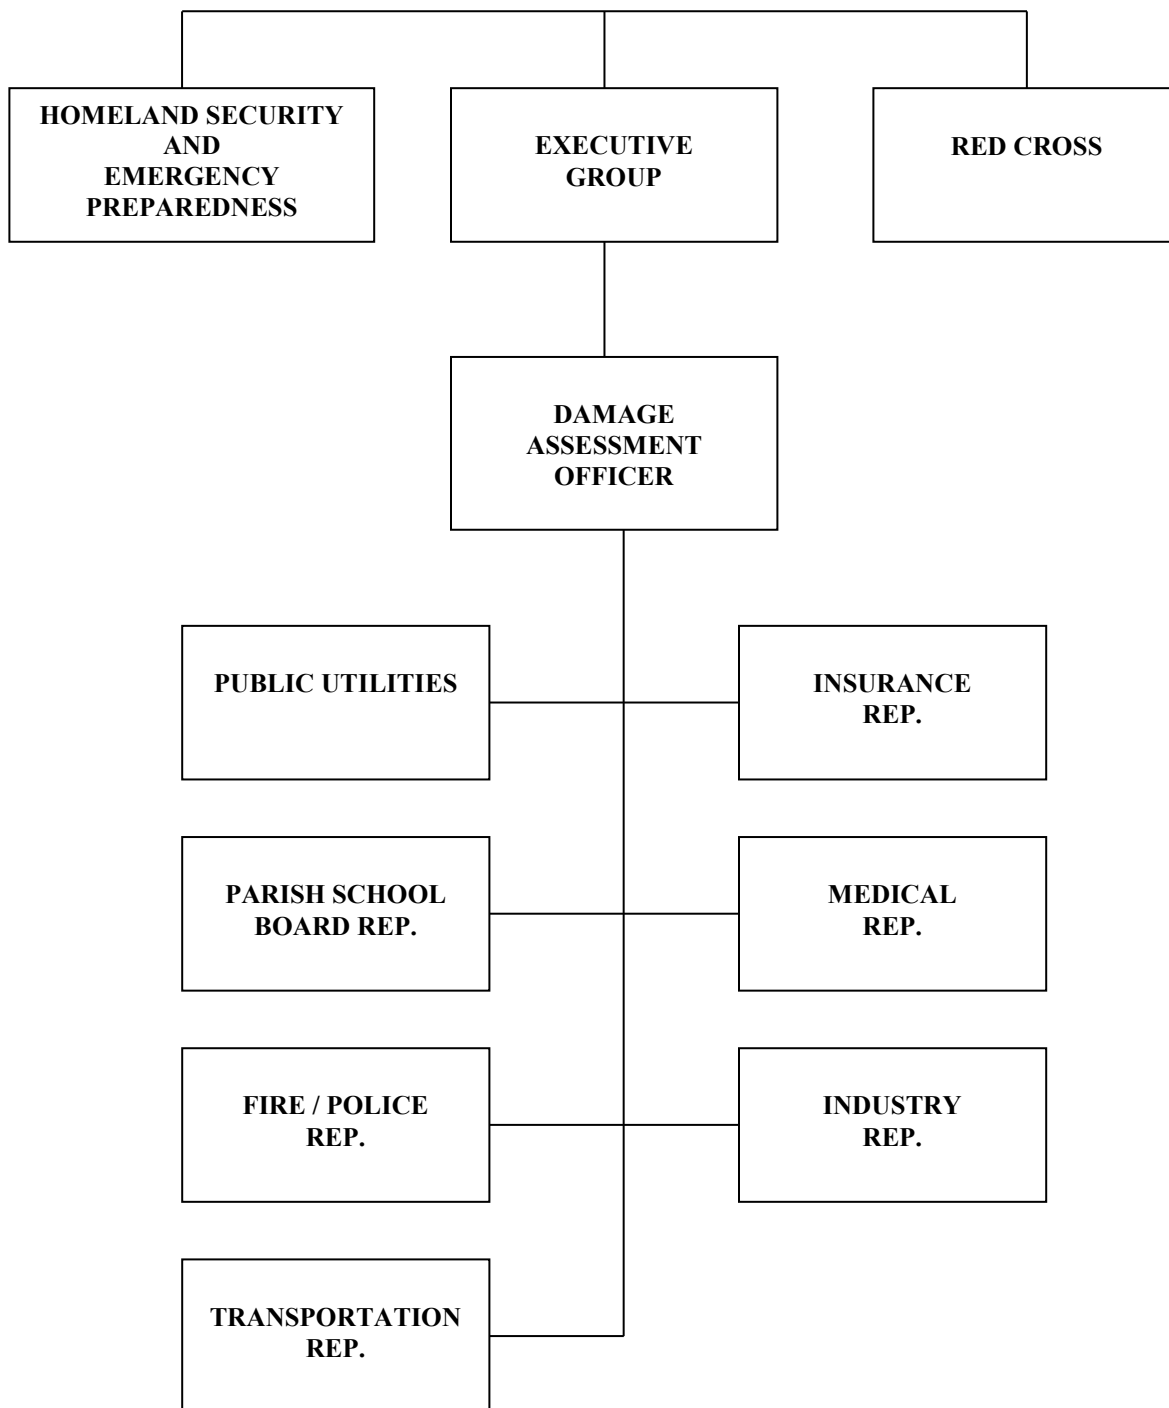 HOMELAND SECURITY
AND
EMERGENCY
PREPAREDNESS
EXECUTIVE
GROUP
RED CROSS
DAMAGE
ASSESSMENT
OFFICER
PUBLIC UTILITIES
INSURANCE
REP.
PARISH SCHOOL
BOARD REP.
MEDICAL
REP.
FIRE / POLICE
REP.
INDUSTRY
REP.
TRANSPORTATION
REP.